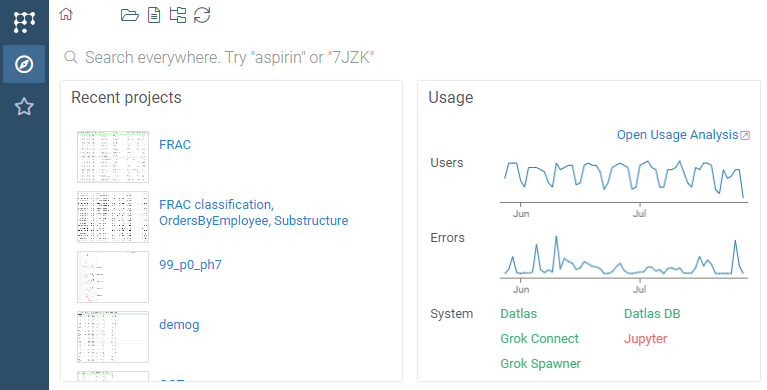 Search everywhere. Try "aspirin" or "7JZK"
Recent projects
FRAC
FRAC classification,
OrdersByEmployee, Substructure
99_p0_ph7
demog
Usage
Open Usage Analysis
Users
Jun Jul
Errors
Jun Jul
System
Datlas Datlas DB
Grok Connect Jupyter
Grok Spawner